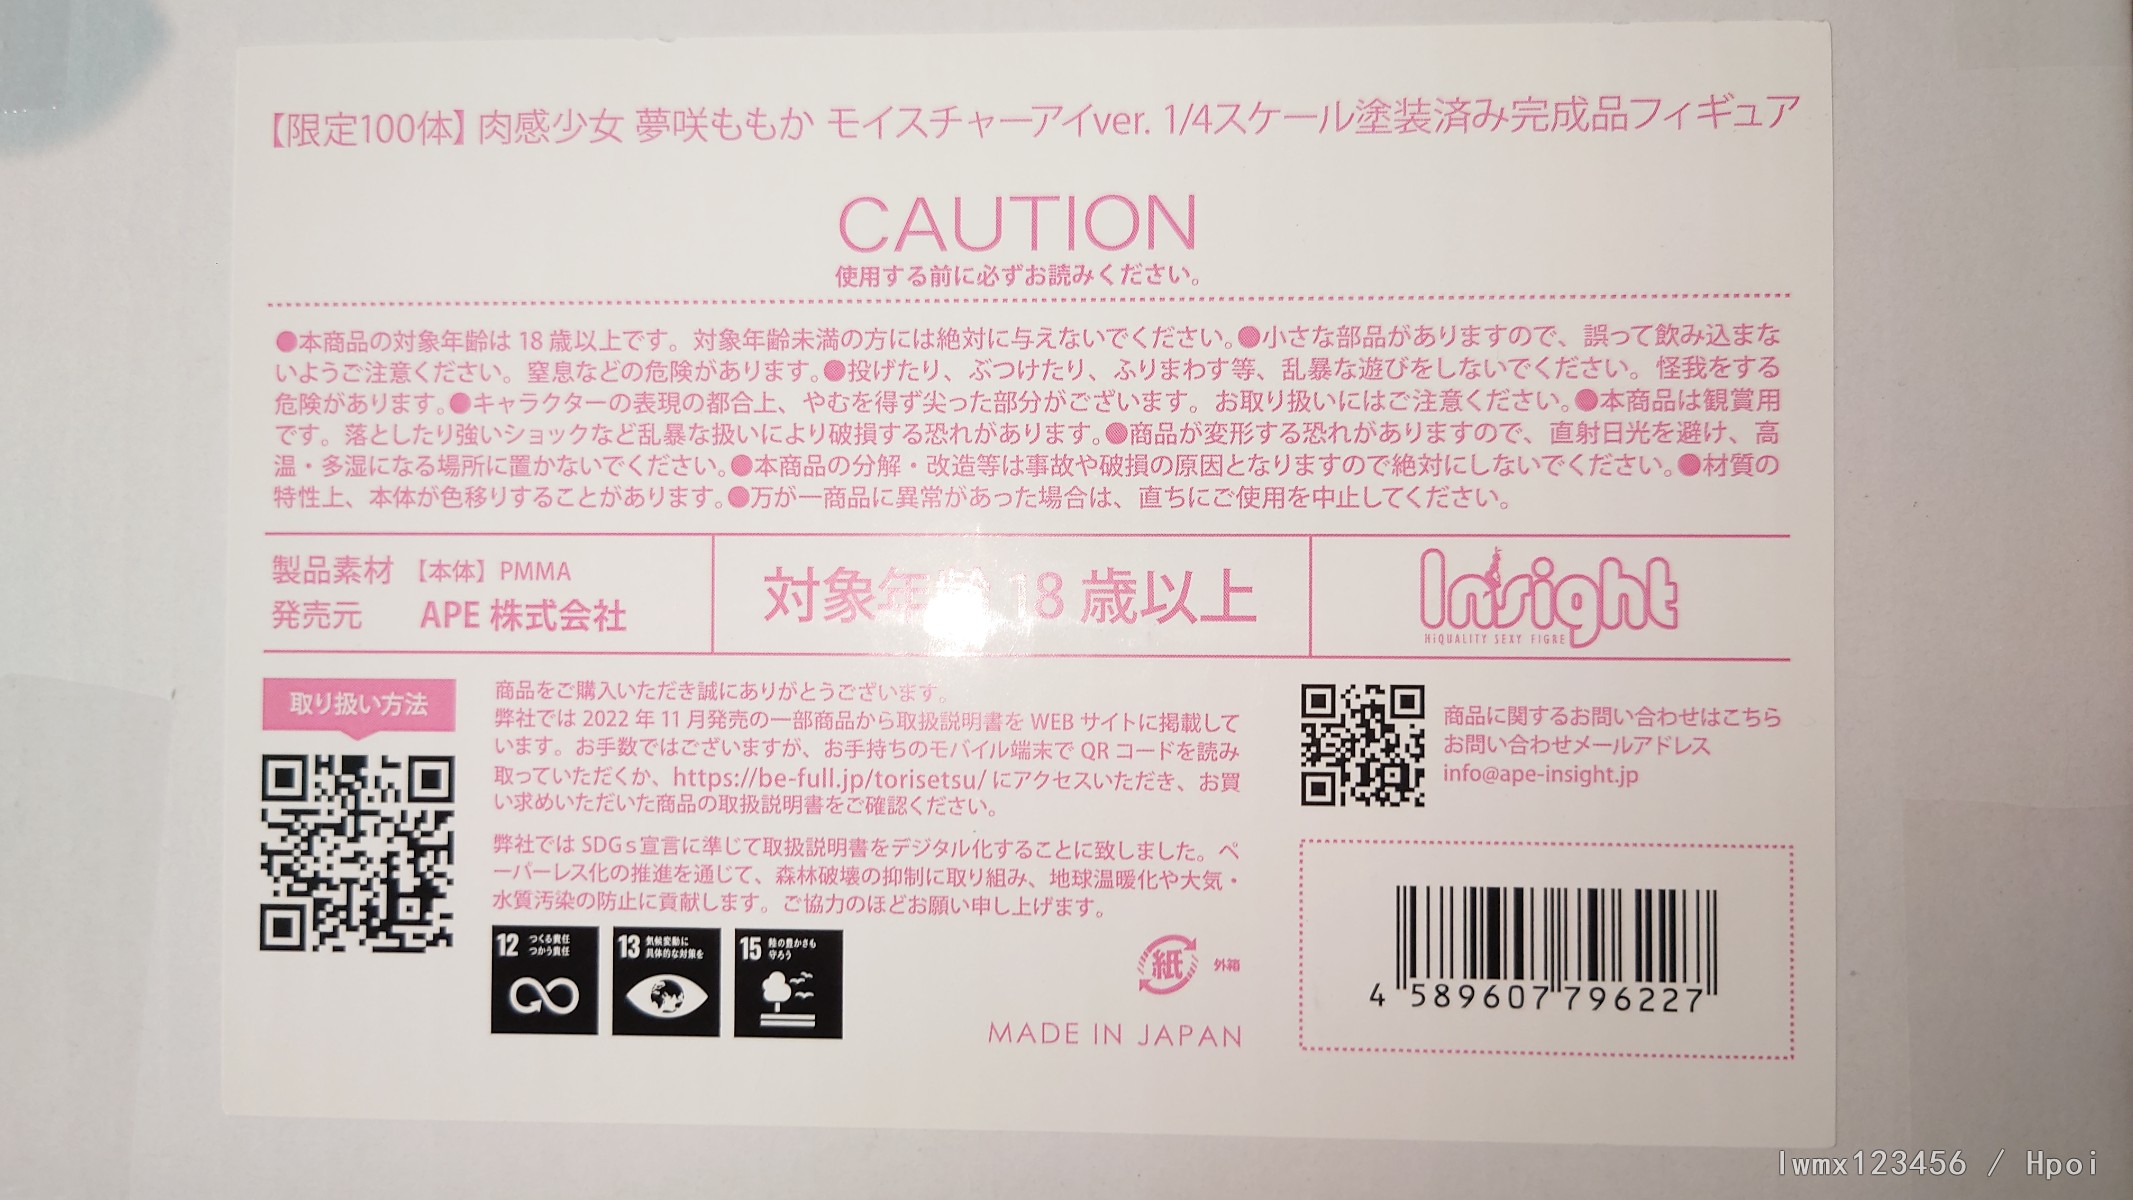 【限定100体】肉感少女 夢咲ももか モイスチャーアイver. 1/4スケール塗装済み完成品フィギュア
CAUTION
使用する前に必ずお読みください。
●本商品の対象年齢は 18 歳以上です。対象年齢未満の方には絶対に与えないでください。●小さな部品がありますので、誤って飲み込まな
いようご注意ください。窒息などの危険があります。●投げたり、ぶつけたり、ふりまわす等、乱暴な遊びをしないでください。怪我をする
危険があります。●キャラクターの表現の都合上、やむを得ず尖った部分がございます。お取り扱いにはご注意ください。●本商品は観賞用
です。落としたり強いショックなど乱暴な扱いにより破損する恐れがあります。●商品が変形する恐れがありますので、直射日光を避け、高
温・多湿になる場所に置かないでください。●本商品の分解・改造等は事故や破損の原因となりますので絶対にしないでください。●材質の
特性上、本体が色移りすることがあります。●万が一商品に異常があった場合は、直ちにご使用を中止してください。
製品素材 【本体】PMMA
発売元 APE 株式会社
対象年齢 18 歳以上
Insight
HiQUALITY SEXY FIGRE
取り扱い方法
商品をご購入いただき誠にありがとうございます。
弊社では 2022 年 11 月発売の一部商品から取扱説明書を WEB サイトに掲載して
います。お手数ではございますが、お手持ちのモバイル端末で QR コードを読み
取っていただくか、https://be-full.jp/torisetsu/ にアクセスいただき、お買
い求めいただいた商品の取扱説明書をご確認ください。
弊社では SDGs宣言に準じて取扱説明書をデジタル化することに致しました。ペ
ーパーレス化の推進を通じて、森林破壊の抑制に取り組み、地球温暖化や大気・
水質汚染の防止に貢献します。ご協力のほどお願い申し上げます。
12 つくる責任
つかう責任
13 気候変動に
具体的な対策を
15 陸の豊かさも
守ろう
紙 外箱
MADE IN JAPAN
商品に関するお問い合わせはこちら
お問い合わせメールアドレス
info@ape-insight.jp
4 589607 796227
lwmx123456 / Hpoi